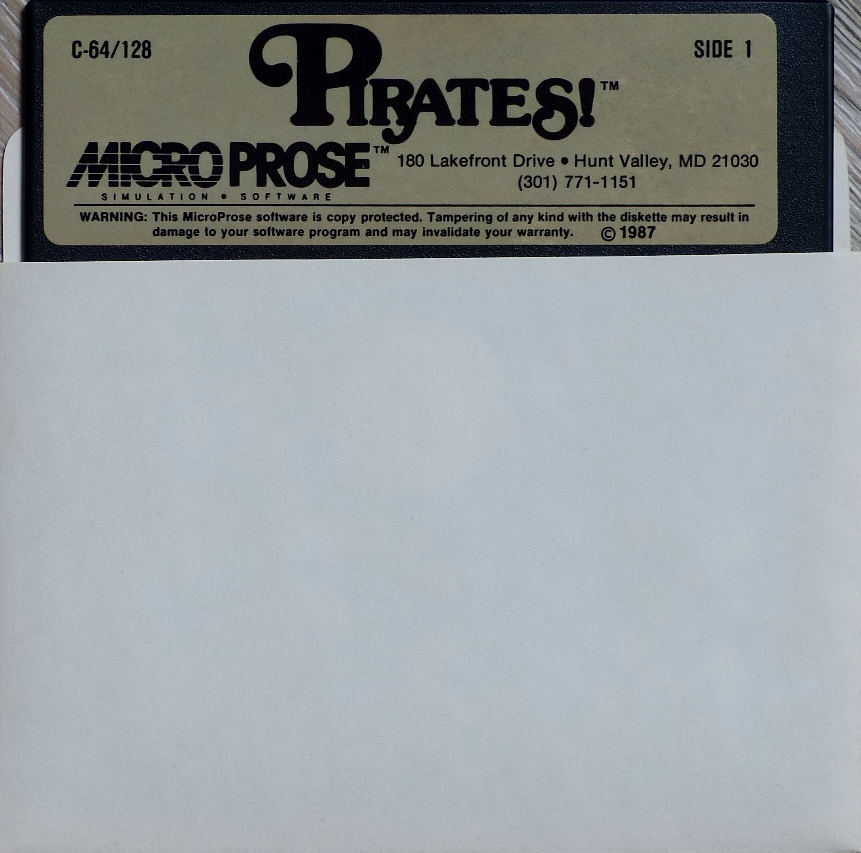 C-64/128
SIDE 1
PIRATES!™
MICROPROSE™
SIMULATION • SOFTWARE
180 Lakefront Drive • Hunt Valley, MD 21030
(301) 771-1151
WARNING: This MicroProse software is copy protected. Tampering of any kind with the diskette may result in
damage to your software program and may invalidate your warranty. © 1987